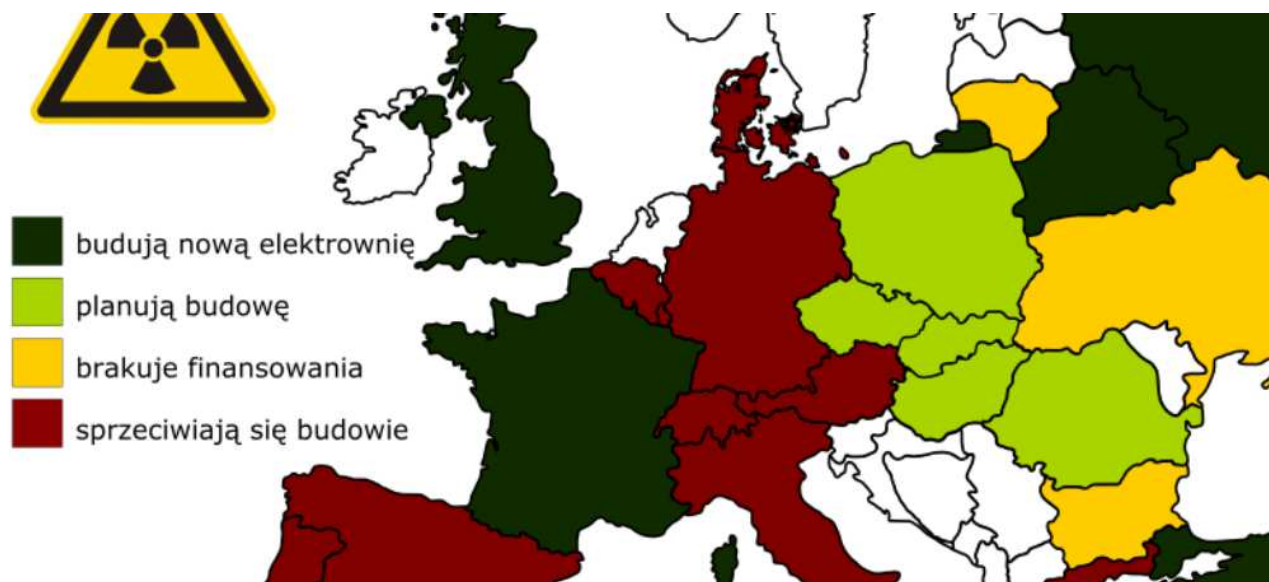 budują nową elektrownię
planują budowę
brakuje finansowania
sprzeciwiają się budowie